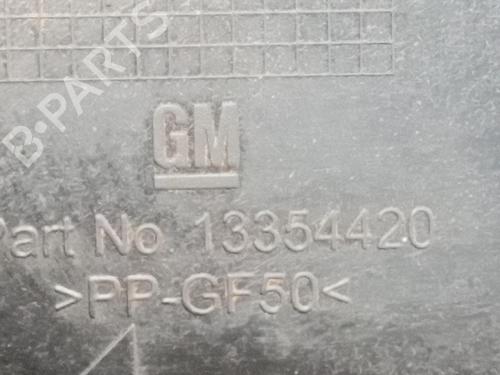 B-PARTS
GM
Part No. 13354420
>PP-GF50<